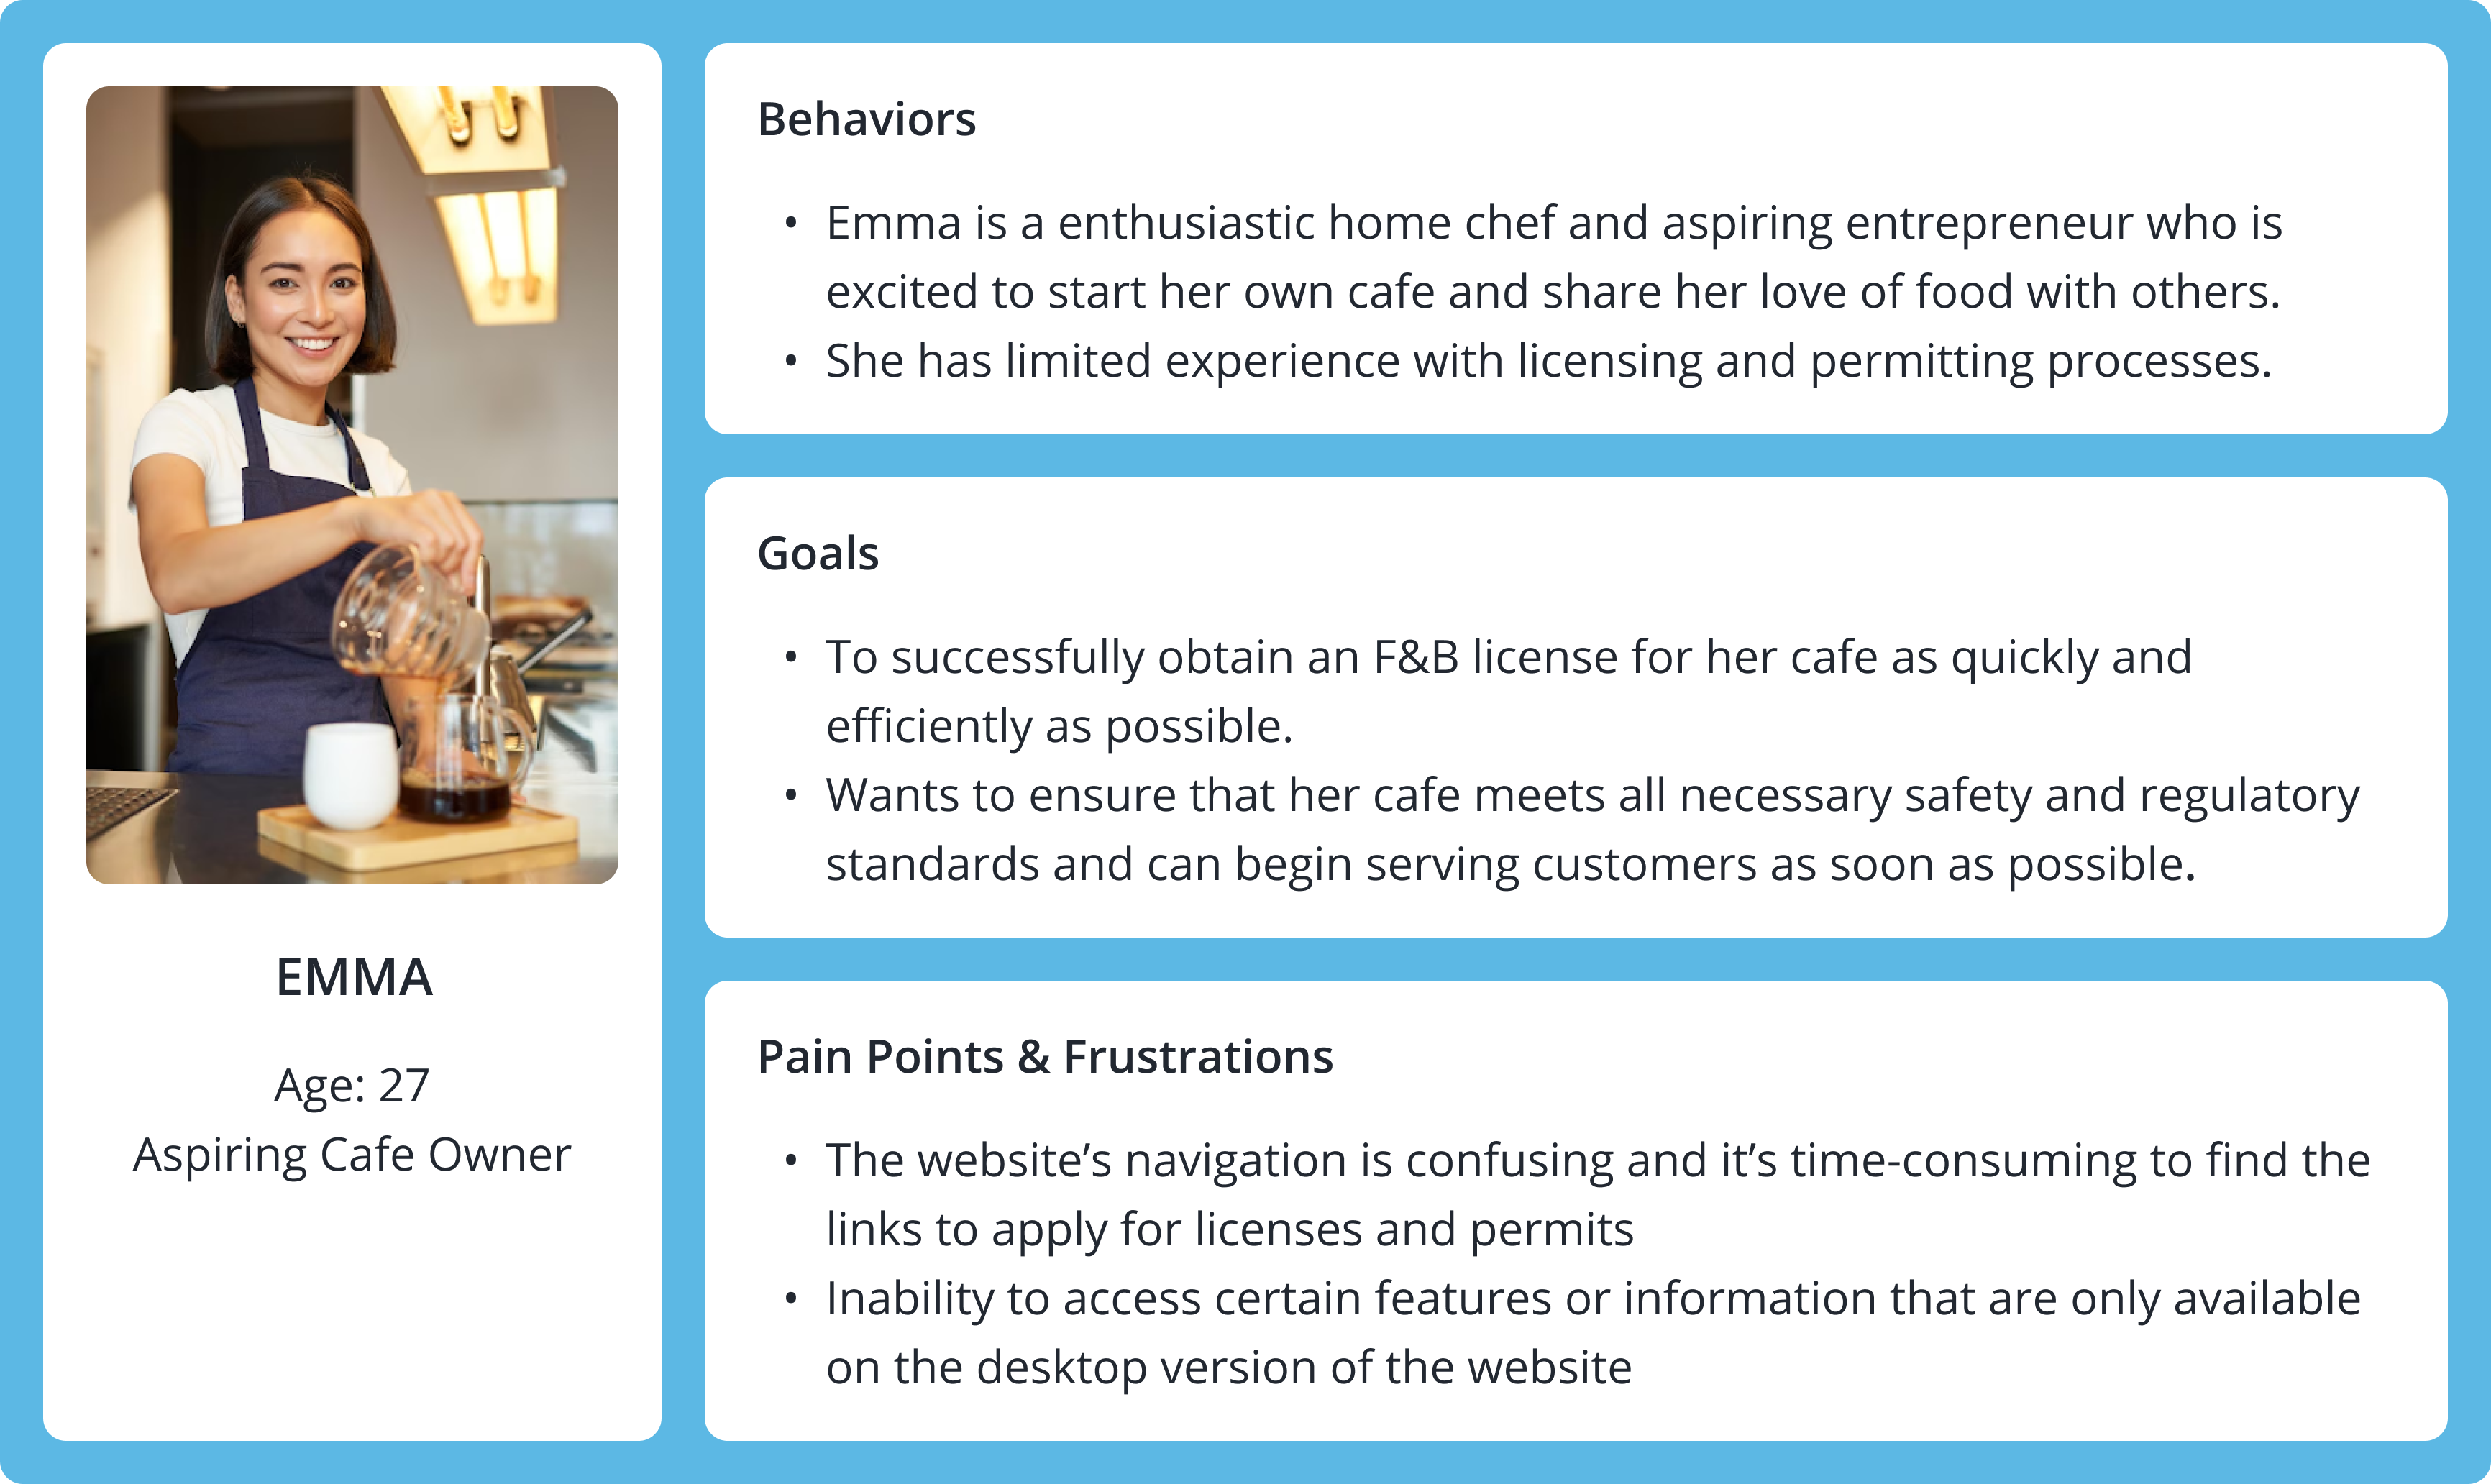 EMMA
Age: 27
Aspiring Cafe Owner
Behaviors
• Emma is a enthusiastic home chef and aspiring entrepreneur who is
excited to start her own cafe and share her love of food with others.
• She has limited experience with licensing and permitting processes.
Goals
• To successfully obtain an F&B license for her cafe as quickly and
efficiently as possible.
• Wants to ensure that her cafe meets all necessary safety and regulatory
standards and can begin serving customers as soon as possible.
Pain Points & Frustrations
• The website’s navigation is confusing and it’s time-consuming to find the
links to apply for licenses and permits
• Inability to access certain features or information that are only available
on the desktop version of the website